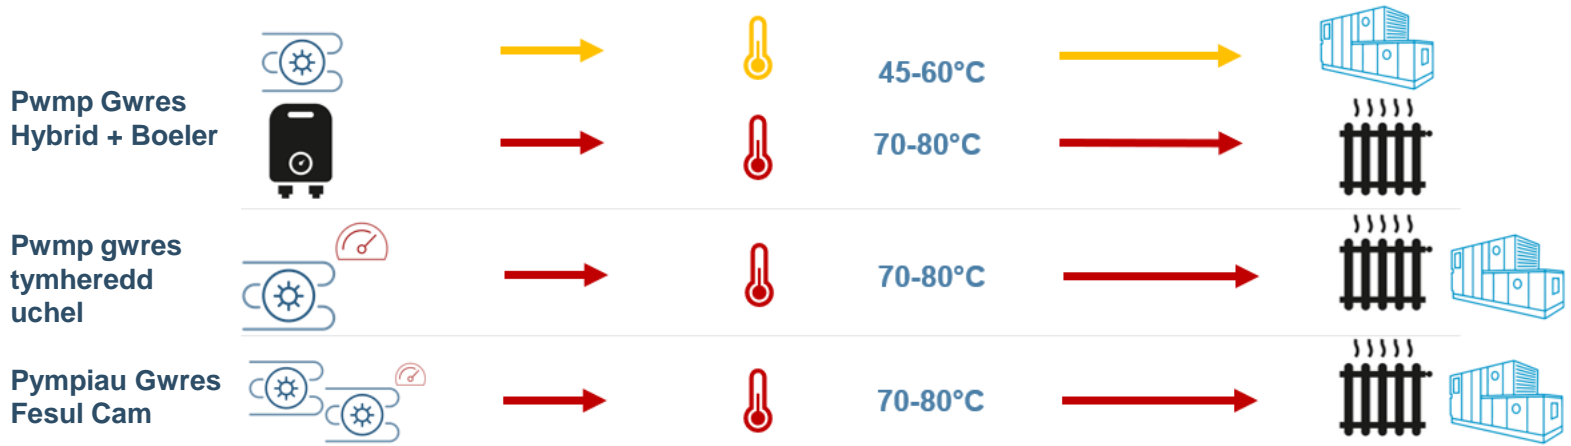 45-60°C
Pwmp Gwres
Hybrid + Boeler
70-80°C
Pwmp gwres
tymheredd
uchel
70-80°C
Pympiau Gwres
Fesul Cam
70-80°C